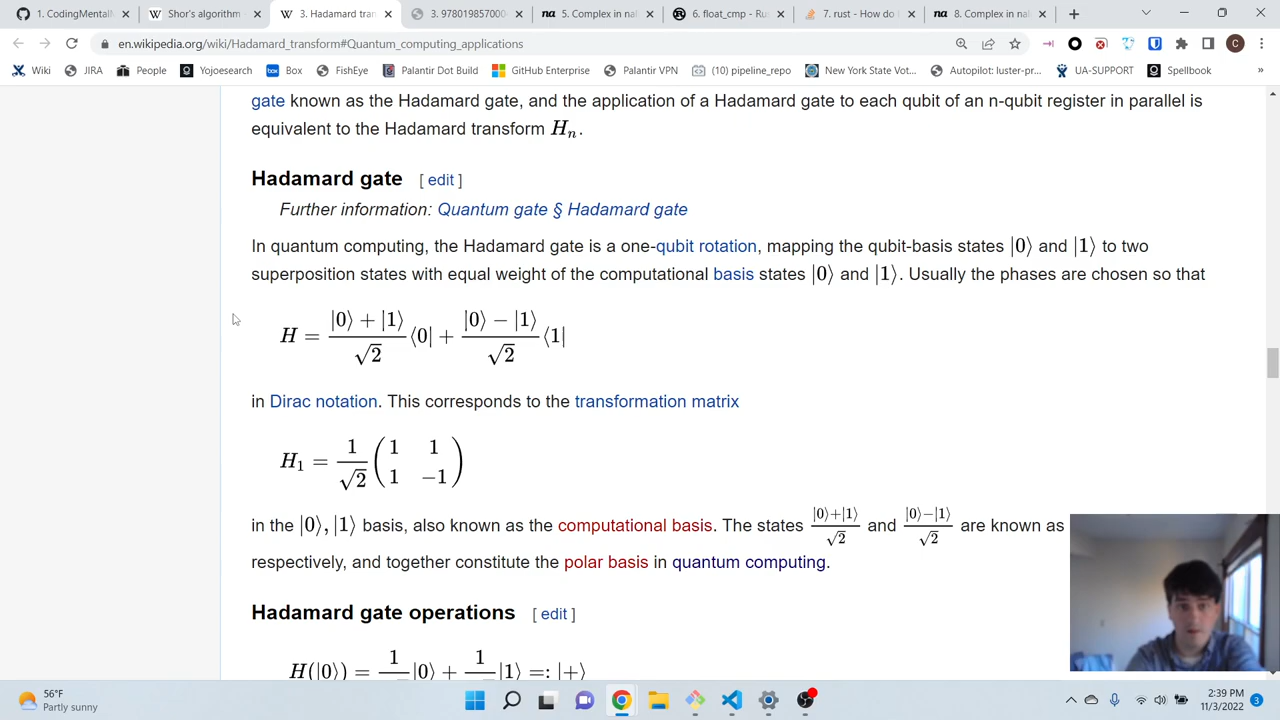 1. CodingMental
Shor's algorithm -
3. Hadamard tran
3. 9780198570004
5. Complex in na
6. float_cmp - Rus
7. rust - How do I
8. Complex in na
en.wikipedia.org/wiki/Hadamard_transform#Quantum_computing_applications
Wiki JIRA People Yojoesearch Box FishEye Palantir Dot Build GitHub Enterprise Palantir VPN (10) pipeline_repo New York State Vot... Autopilot: luster-pr... UA-SUPPORT Spellbook »
gate known as the Hadamard gate, and the application of a Hadamard gate to each qubit of an n-qubit register in parallel is
equivalent to the Hadamard transform Hₙ.
Hadamard gate [ edit ]
Further information: Quantum gate § Hadamard gate
In quantum computing, the Hadamard gate is a one-qubit rotation, mapping the qubit-basis states |0⟩ and |1⟩ to two
superposition states with equal weight of the computational basis states |0⟩ and |1⟩. Usually the phases are chosen so that
H = (|0⟩ + |1⟩)/√2 ⟨0| + (|0⟩ − |1⟩)/√2 ⟨1|
in Dirac notation. This corresponds to the transformation matrix
H₁ = 1/√2 (1 1
1 −1)
in the |0⟩, |1⟩ basis, also known as the computational basis. The states (|0⟩+|1⟩)/√2 and (|0⟩−|1⟩)/√2 are known as
respectively, and together constitute the polar basis in quantum computing.
Hadamard gate operations [ edit ]
H(|0⟩) = 1/ |0⟩ + 1/ |1⟩ =: |+⟩
56°F
Partly sunny
2:39 PM
11/3/2022
3